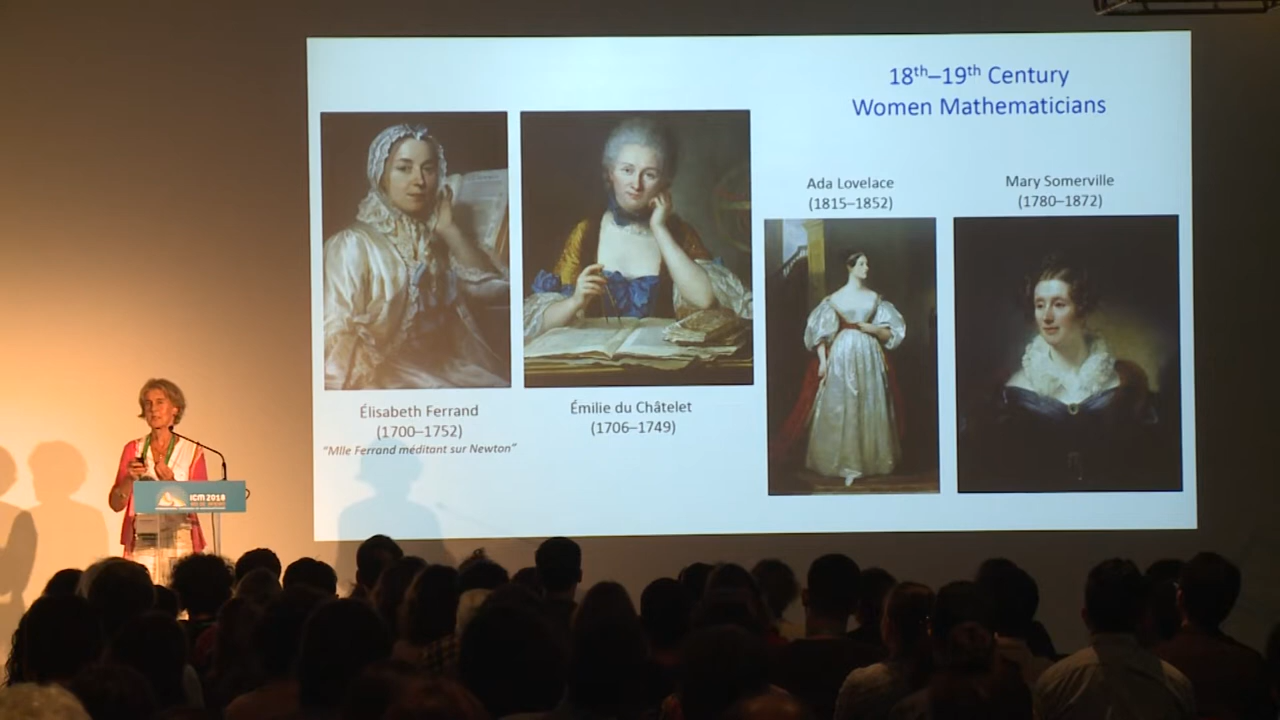 18th–19th Century
Women Mathematicians
Élisabeth Ferrand
(1700–1752)
"Mlle Ferrand méditant sur Newton"
Émilie du Châtelet
(1706–1749)
Ada Lovelace
(1815–1852)
Mary Somerville
(1780–1872)
ICM 2018